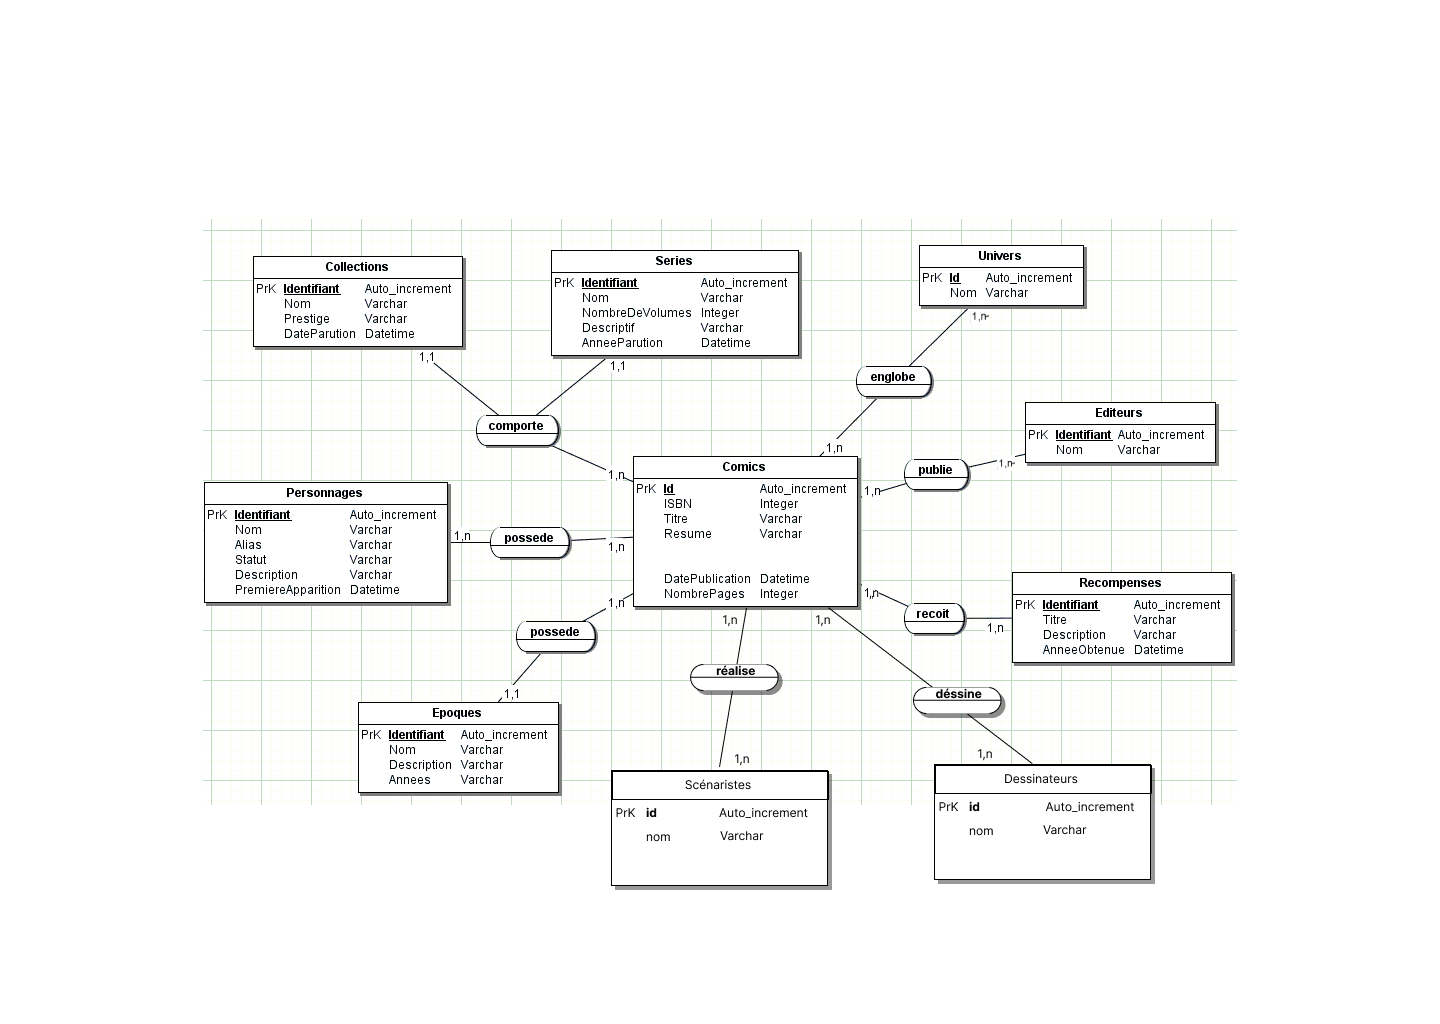 Collections
PrK Identifiant Auto_increment
Nom Varchar
Prestige Varchar
DateParution Datetime
1,1
Series
PrK Identifiant Auto_increment
Nom Varchar
NombreDeVolumes Integer
Descriptif Varchar
AnneeParution Datetime
1,1
Univers
PrK Id Auto_increment
Nom Varchar
1,n
englobe
1,n
comporte
1,n
Editeurs
PrK Identifiant Auto_increment
Nom Varchar
1,n
publie
1,n
Comics
PrK Id Auto_increment
ISBN Integer
Titre Varchar
Resume Varchar
DatePublication Datetime
NombrePages Integer
Personnages
PrK Identifiant Auto_increment
Nom Varchar
Alias Varchar
Statut Varchar
Description Varchar
PremiereApparition Datetime
1,n
possede
1,n
1,n
recoit
1,n
Recompenses
PrK Identifiant Auto_increment
Titre Varchar
Description Varchar
AnneeObtenue Datetime
1,n
possede
1,1
Epoques
PrK Identifiant Auto_increment
Nom Varchar
Description Varchar
Annees Varchar
1,n
réalise
1,n
Scénaristes
PrK id Auto_increment
nom Varchar
1,n
déssine
1,n
Dessinateurs
PrK id Auto_increment
nom Varchar